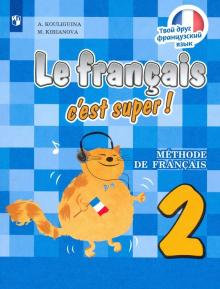 A. KOULIGUINA
M. KIRIANOVA
Твой друг
французский
язык
Le français
c'est super !
MÉTHODE
DE FRANÇAIS
2